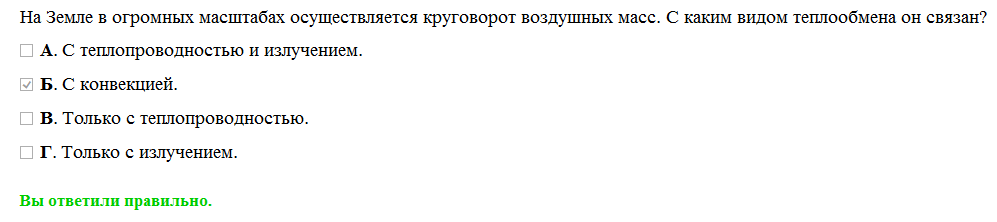 На Земле в огромных масштабах осуществляется круговорот воздушных масс. С каким видом теплообмена он связан?
А. С теплопроводностью и излучением.
Б. С конвекцией.
В. Только с теплопроводностью.
Г. Только с излучением.
Вы ответили правильно.